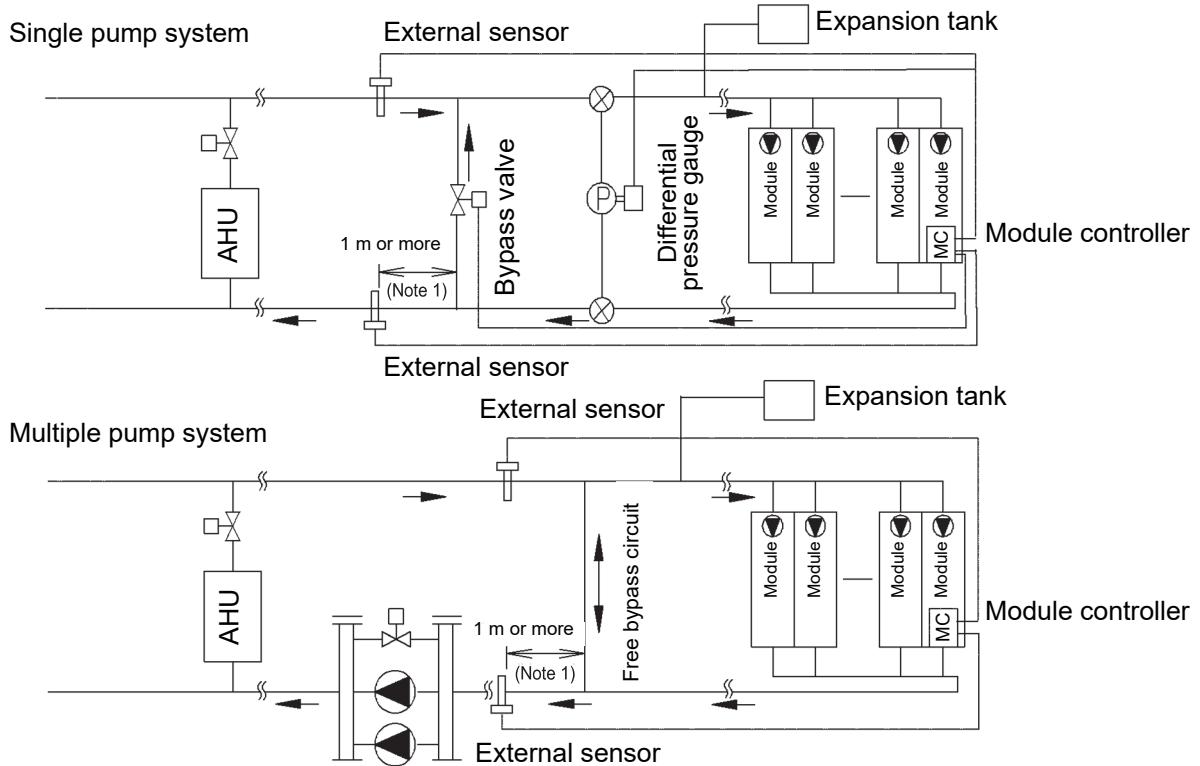 Single pump system
External sensor
Expansion tank
AHU
Bypass valve
1 m or more
(Note 1)
P
Differential
pressure gauge
Module
Module
Module
Module
MC
Module controller
External sensor
Multiple pump system
External sensor
Expansion tank
AHU
1 m or more
(Note 1)
Free bypass circuit
Module
Module
Module
Module
MC
Module controller
External sensor